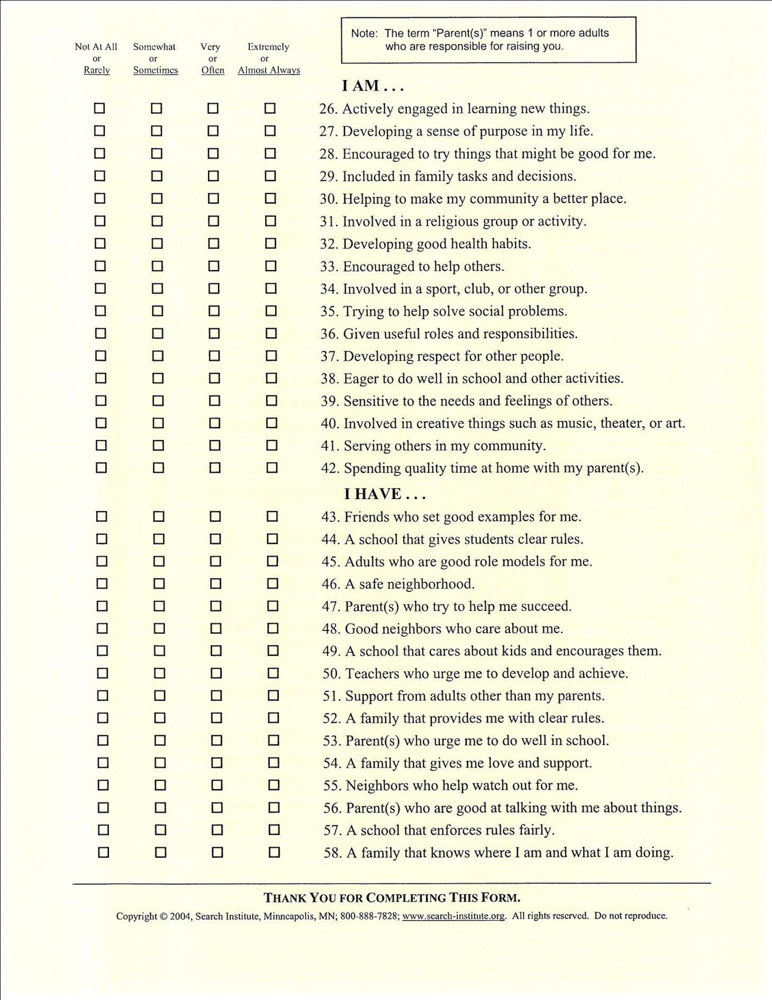 Note: The term “Parent(s)” means 1 or more adults
who are responsible for raising you.
Not At All Somewhat Very Extremely
or or or or
Rarely Sometimes Often Almost Always
I AM . . .
☐ ☐ ☐ ☐ 26. Actively engaged in learning new things.
☐ ☐ ☐ ☐ 27. Developing a sense of purpose in my life.
☐ ☐ ☐ ☐ 28. Encouraged to try things that might be good for me.
☐ ☐ ☐ ☐ 29. Included in family tasks and decisions.
☐ ☐ ☐ ☐ 30. Helping to make my community a better place.
☐ ☐ ☐ ☐ 31. Involved in a religious group or activity.
☐ ☐ ☐ ☐ 32. Developing good health habits.
☐ ☐ ☐ ☐ 33. Encouraged to help others.
☐ ☐ ☐ ☐ 34. Involved in a sport, club, or other group.
☐ ☐ ☐ ☐ 35. Trying to help solve social problems.
☐ ☐ ☐ ☐ 36. Given useful roles and responsibilities.
☐ ☐ ☐ ☐ 37. Developing respect for other people.
☐ ☐ ☐ ☐ 38. Eager to do well in school and other activities.
☐ ☐ ☐ ☐ 39. Sensitive to the needs and feelings of others.
☐ ☐ ☐ ☐ 40. Involved in creative things such as music, theater, or art.
☐ ☐ ☐ ☐ 41. Serving others in my community.
☐ ☐ ☐ ☐ 42. Spending quality time at home with my parent(s).
I HAVE . . .
☐ ☐ ☐ ☐ 43. Friends who set good examples for me.
☐ ☐ ☐ ☐ 44. A school that gives students clear rules.
☐ ☐ ☐ ☐ 45. Adults who are good role models for me.
☐ ☐ ☐ ☐ 46. A safe neighborhood.
☐ ☐ ☐ ☐ 47. Parent(s) who try to help me succeed.
☐ ☐ ☐ ☐ 48. Good neighbors who care about me.
☐ ☐ ☐ ☐ 49. A school that cares about kids and encourages them.
☐ ☐ ☐ ☐ 50. Teachers who urge me to develop and achieve.
☐ ☐ ☐ ☐ 51. Support from adults other than my parents.
☐ ☐ ☐ ☐ 52. A family that provides me with clear rules.
☐ ☐ ☐ ☐ 53. Parent(s) who urge me to do well in school.
☐ ☐ ☐ ☐ 54. A family that gives me love and support.
☐ ☐ ☐ ☐ 55. Neighbors who help watch out for me.
☐ ☐ ☐ ☐ 56. Parent(s) who are good at talking with me about things.
☐ ☐ ☐ ☐ 57. A school that enforces rules fairly.
☐ ☐ ☐ ☐ 58. A family that knows where I am and what I am doing.
THANK YOU FOR COMPLETING THIS FORM.
Copyright © 2004, Search Institute, Minneapolis, MN; 800-888-7828; www.search-institute.org. All rights reserved. Do not reproduce.